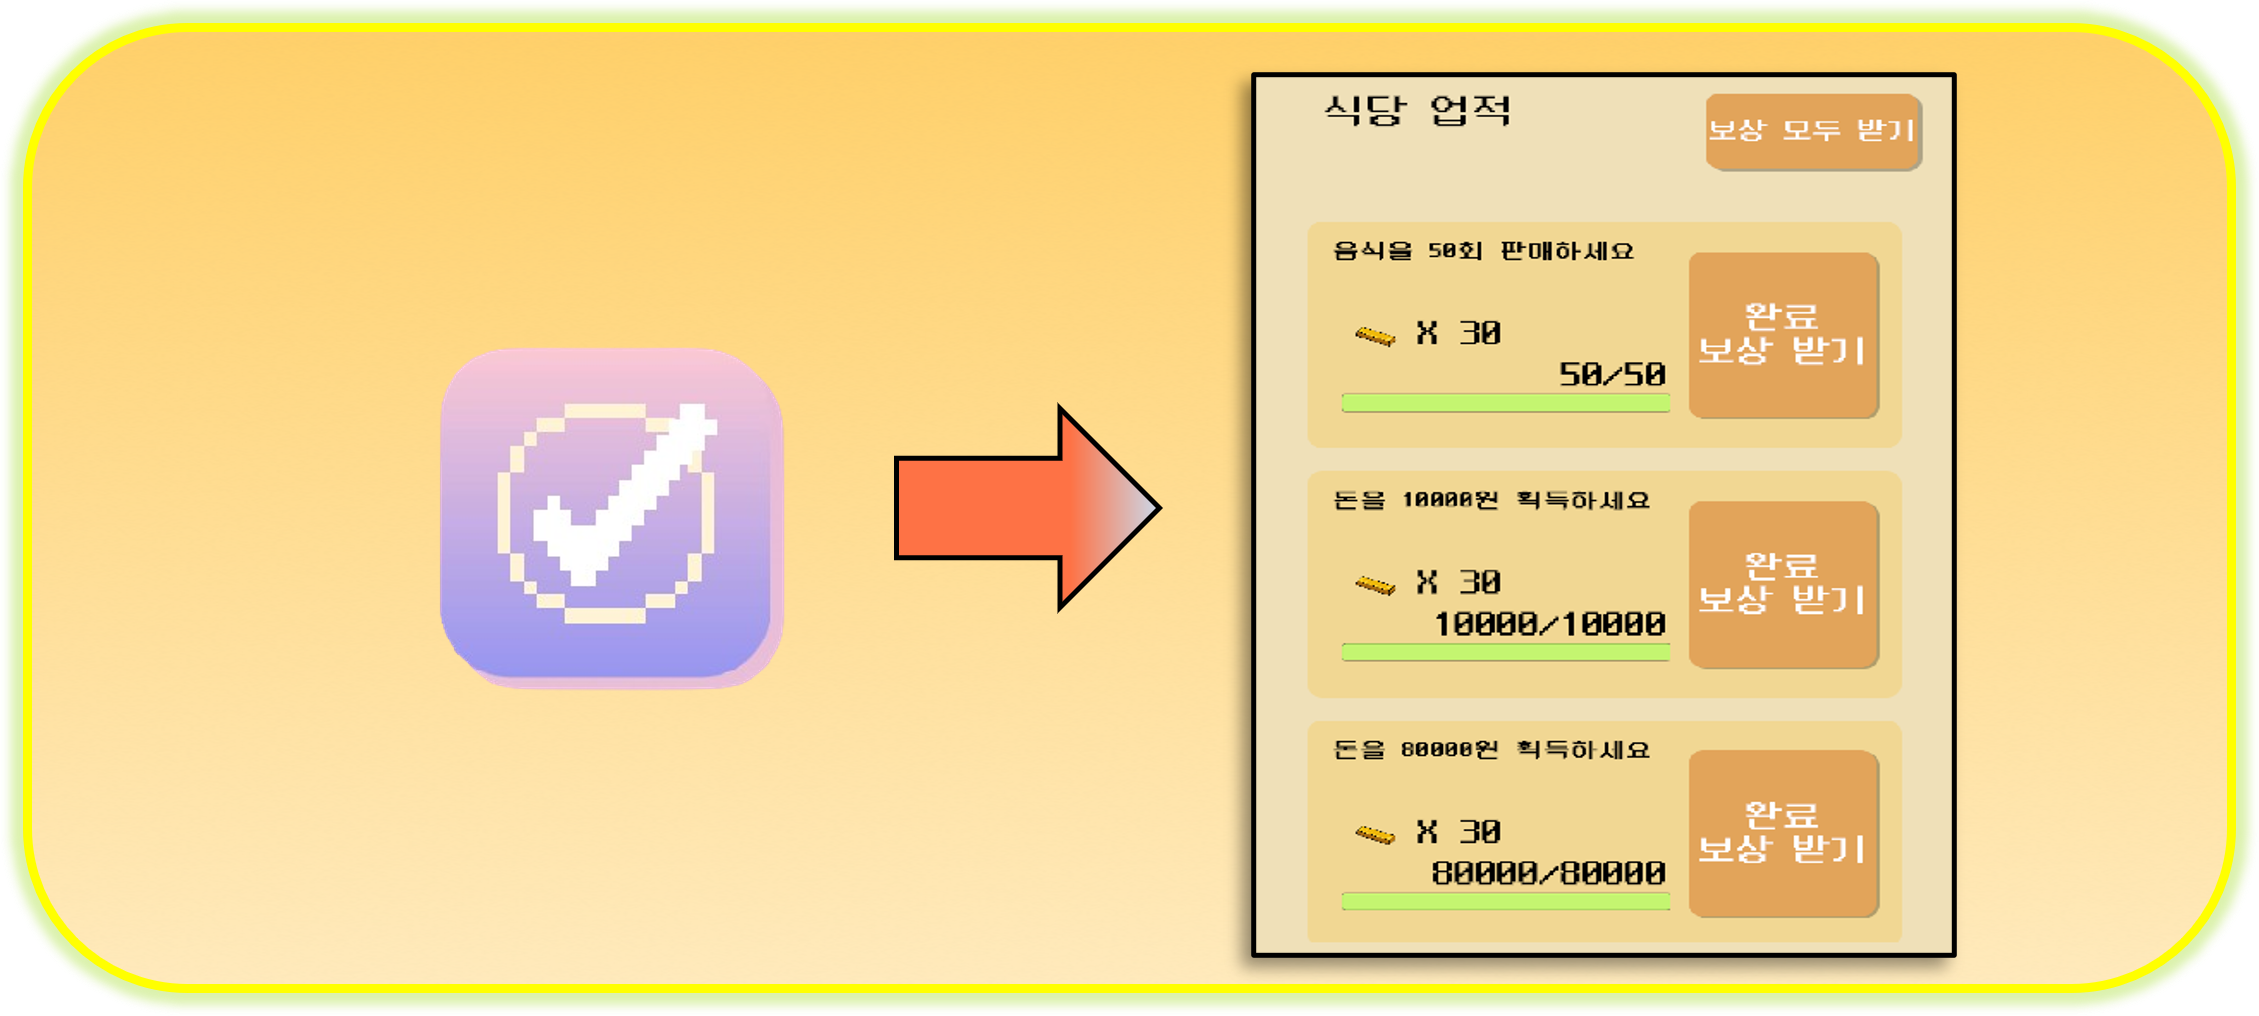 식당 업적
보상 모두 받기
음식을 50회 판매하세요
X 30
50/50
완료
보상 받기
돈을 10000원 획득하세요
X 30
10000/10000
완료
보상 받기
돈을 80000원 획득하세요
X 30
80000/80000
완료
보상 받기